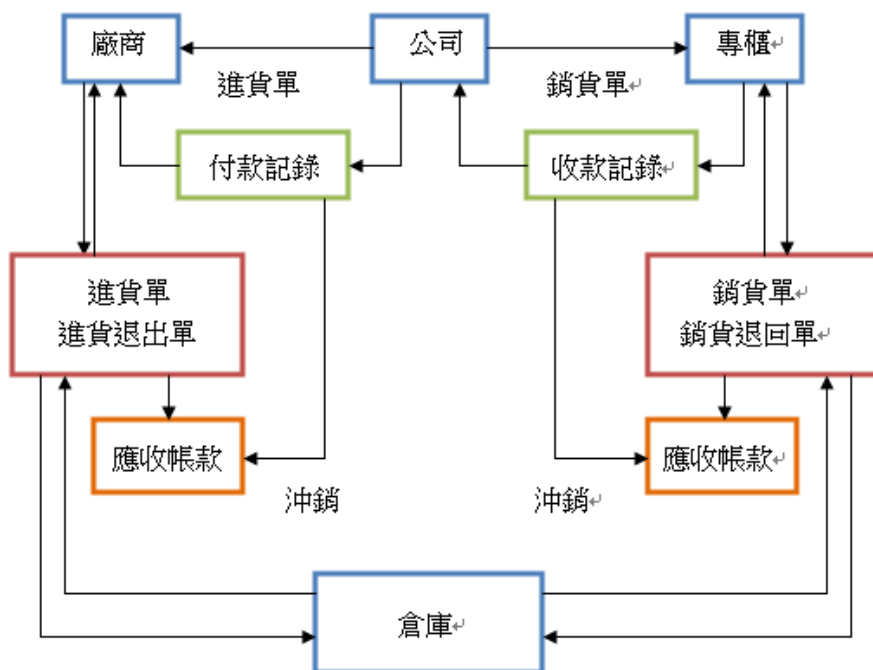 廠商
公司
專櫃
進貨單
銷貨單
付款記錄
收款記錄
進貨單
進貨退出單
銷貨單
銷貨退回單
應收帳款
應收帳款
沖銷
沖銷
倉庫